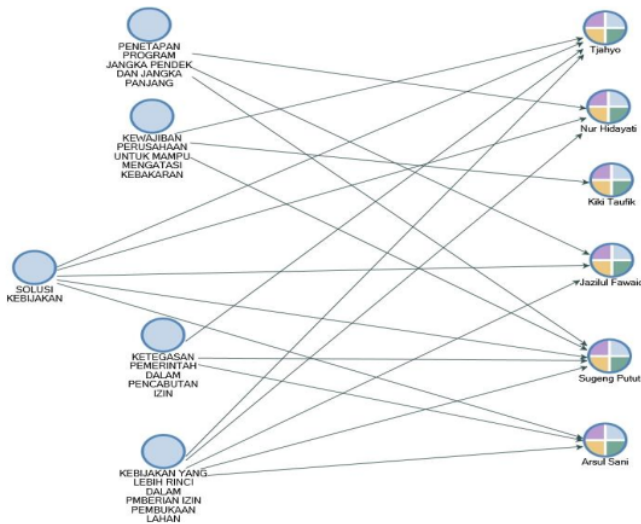 PENETAPAN
PROGRAM
JANGKA PENDEK
DAN JANGKA
PANJANG
Tjahyo
KEWAJIBAN
PERUSAHAAN
UNTUK MAMPU
MENGATASI
KEBAKARAN
Nur Hidayati
Kiki Taufik
SOLUSI
KEBIJAKAN
Jazilul Fawaid
KETEGASAN
PEMERINTAH
DALAM
PENCABUTAN
IZIN
Sugeng Putut
KEBIJAKAN YANG
LEBIH RINCI
DALAM
PMBERIAN IZIN
PEMBUKAAN
LAHAN
Arsul Sani